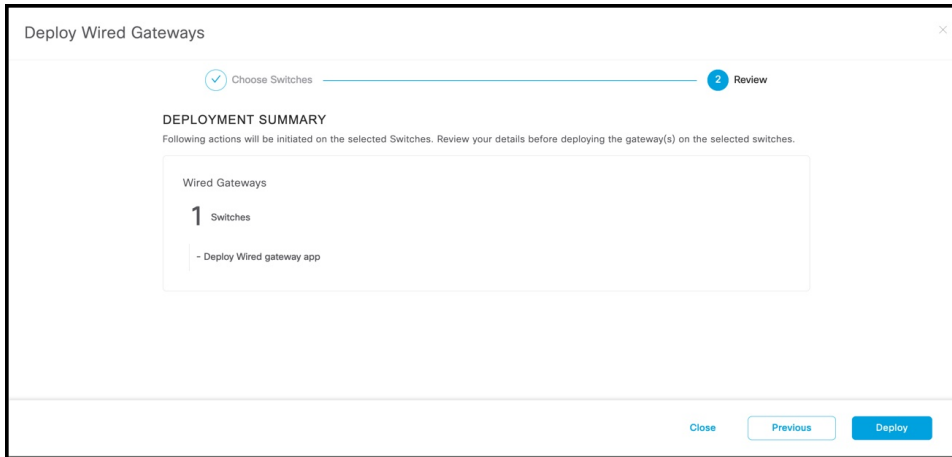 Deploy Wired Gateways
Choose Switches
2 Review
DEPLOYMENT SUMMARY
Following actions will be initiated on the selected Switches. Review your details before deploying the gateway(s) on the selected switches.
Wired Gateways
1 Switches
- Deploy Wired gateway app
Close Previous Deploy